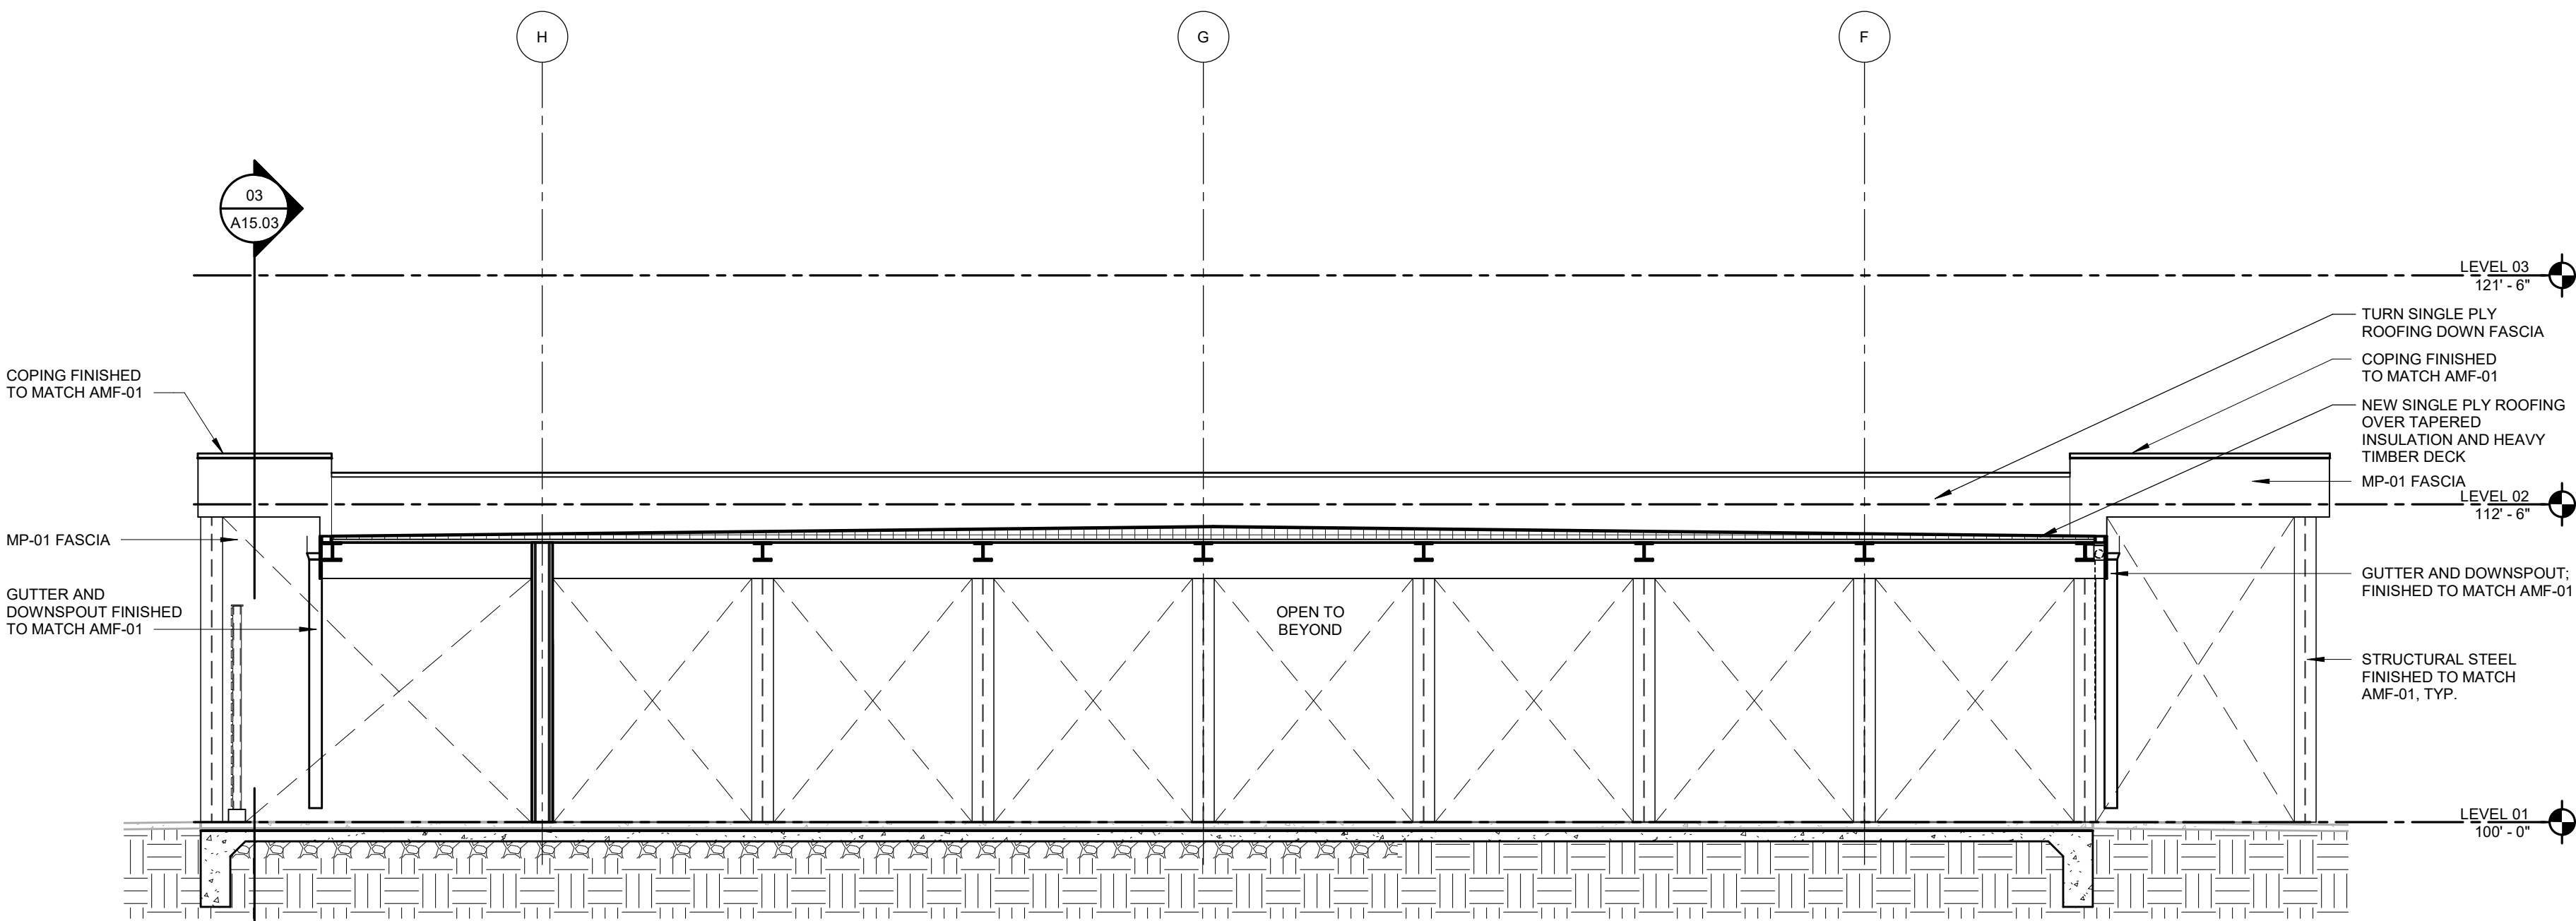 H
G
F
03
A15.03
LEVEL 03
121' - 6"
TURN SINGLE PLY
ROOFING DOWN FASCIA
COPING FINISHED
TO MATCH AMF-01
COPING FINISHED
TO MATCH AMF-01
NEW SINGLE PLY ROOFING
OVER TAPERED
INSULATION AND HEAVY
TIMBER DECK
MP-01 FASCIA
LEVEL 02
112' - 6"
MP-01 FASCIA
GUTTER AND
DOWNSPOUT FINISHED
TO MATCH AMF-01
OPEN TO
BEYOND
GUTTER AND DOWNSPOUT;
FINISHED TO MATCH AMF-01
STRUCTURAL STEEL
FINISHED TO MATCH
AMF-01, TYP.
LEVEL 01
100' - 0"